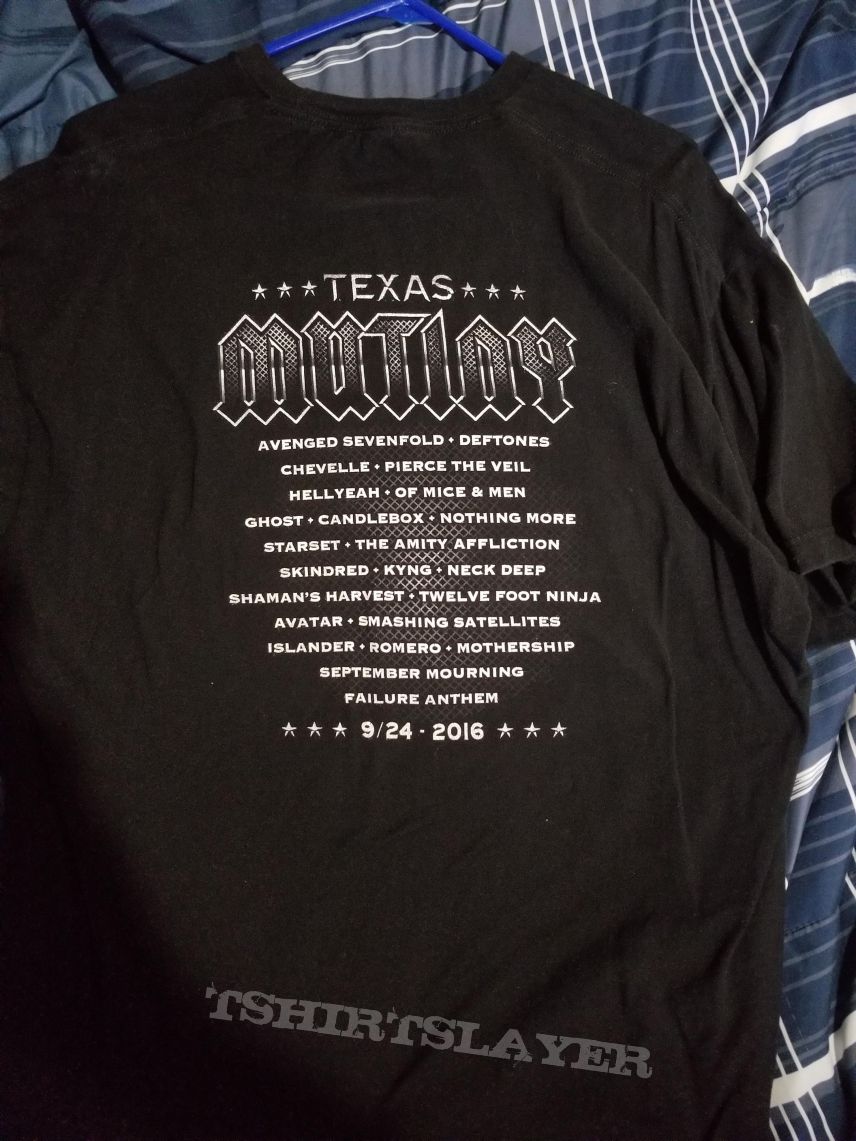 ★★★TEXAS★★★
MUTINY
AVENGED SEVENFOLD + DEFTONES
CHEVELLE + PIERCE THE VEIL
HELLYEAH + OF MICE & MEN
GHOST + CANDLEBOX + NOTHING MORE
STARSET + THE AMITY AFFLICTION
SKINDRED + KYNG + NECK DEEP
SHAMAN'S HARVEST + TWELVE FOOT NINJA
AVATAR + SMASHING SATELLITES
ISLANDER + ROMERO + MOTHERSHIP
SEPTEMBER MOURNING
FAILURE ANTHEM
★ ★ ★ 9/24 - 2016 ★ ★ ★
TSHIRTSLAYER